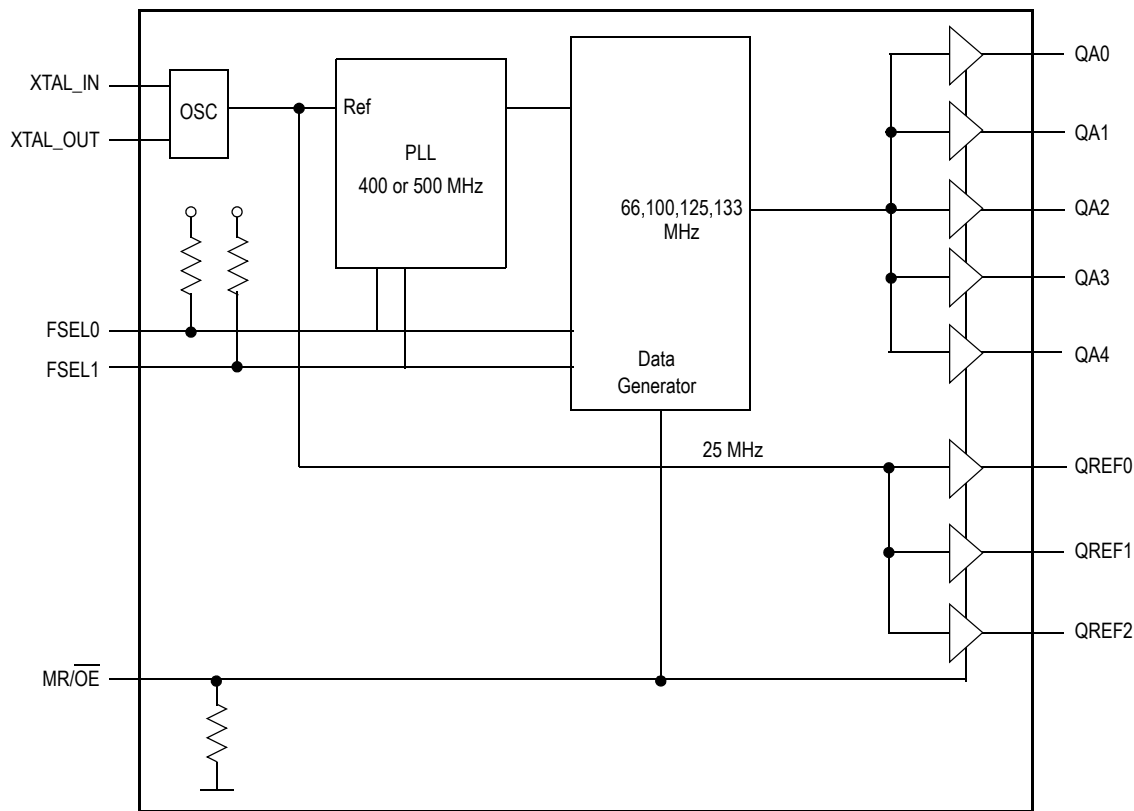 XTAL_IN
XTAL_OUT
OSC
Ref
PLL
400 or 500 MHz
66,100,125,133
MHz
Data
Generator
FSEL0
FSEL1
25 MHz
MR/OE
QA0
QA1
QA2
QA3
QA4
QREF0
QREF1
QREF2